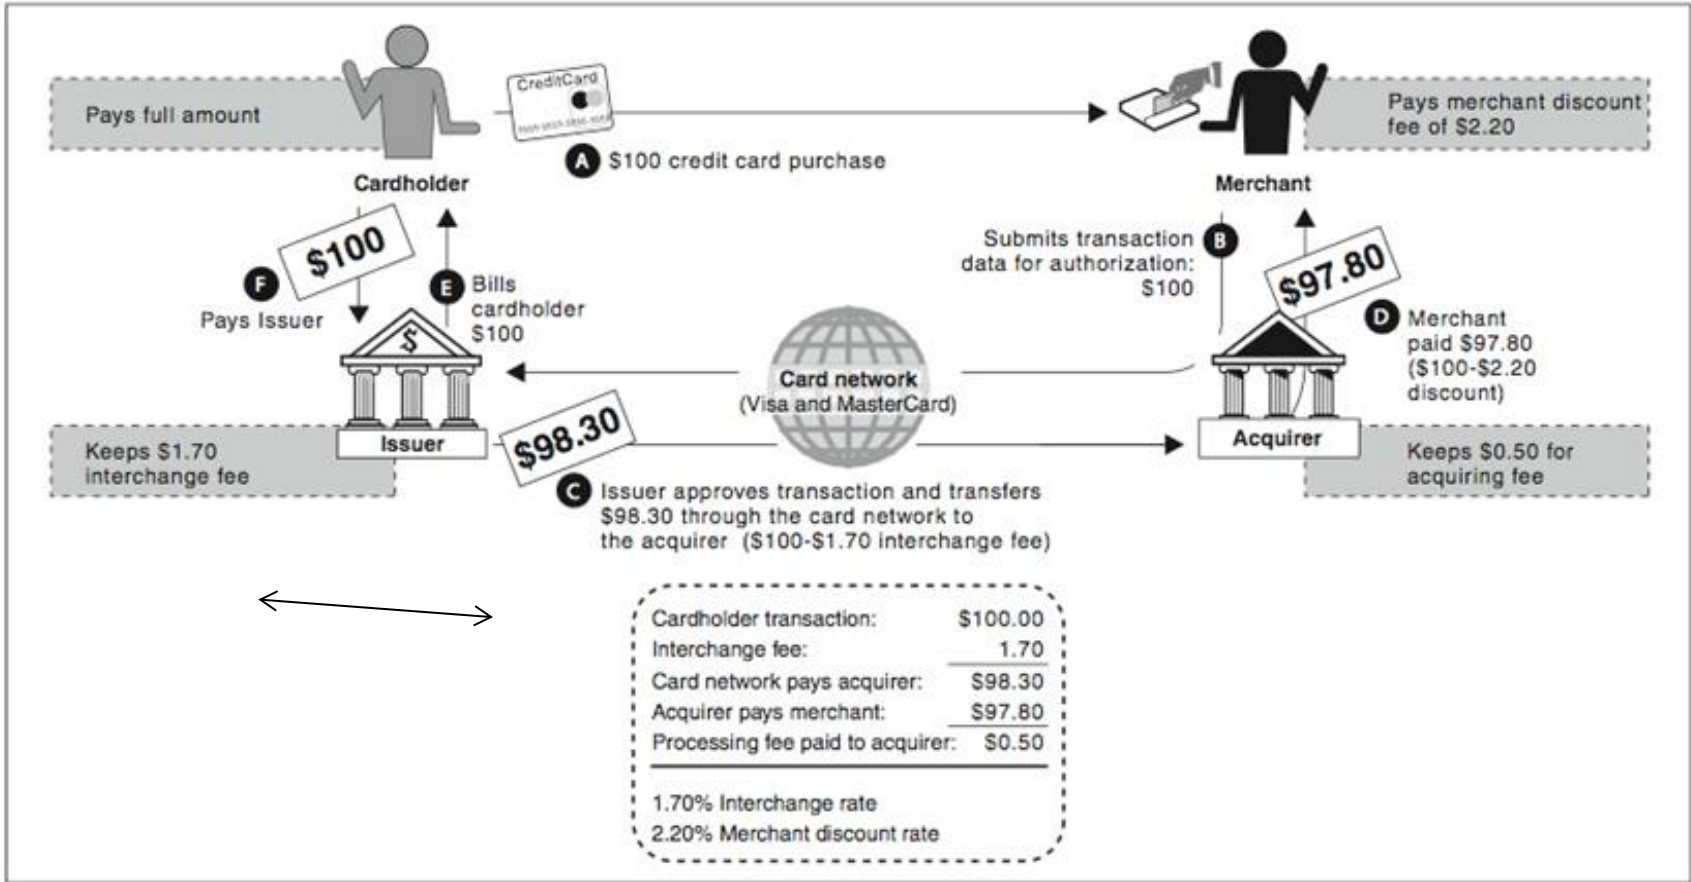 CreditCard
Pays full amount
Pays merchant discount
fee of $2.20
A $100 credit card purchase
Cardholder
Merchant
$100
F
Pays Issuer
E Bills
cardholder
$100
Submits transaction B
data for authorization:
$100
$97.80
D Merchant
paid $97.80
($100-$2.20
discount)
$
Card network
(Visa and MasterCard)
Issuer
Acquirer
Keeps $1.70
interchange fee
$98.30
Keeps $0.50 for
acquiring fee
C Issuer approves transaction and transfers
$98.30 through the card network to
the acquirer ($100-$1.70 interchange fee)
Cardholder transaction: $100.00
Interchange fee: 1.70
Card network pays acquirer: $98.30
Acquirer pays merchant: $97.80
Processing fee paid to acquirer: $0.50
1.70% Interchange rate
2.20% Merchant discount rate